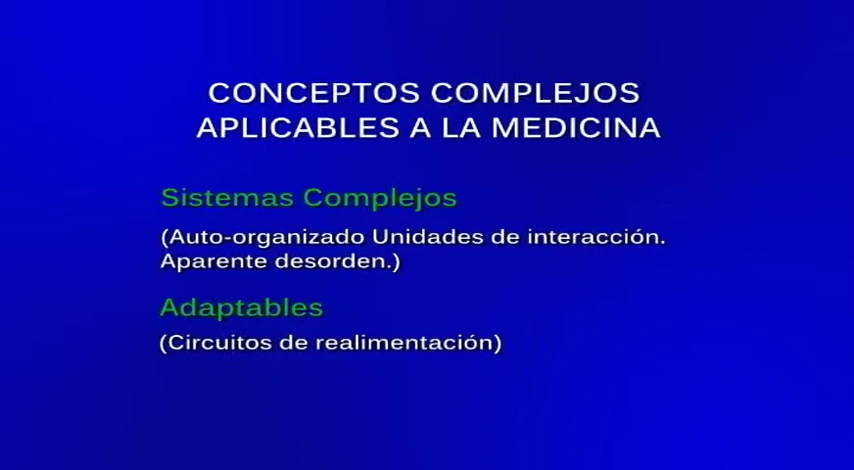 CONCEPTOS COMPLEJOS
APLICABLES A LA MEDICINA
Sistemas Complejos
(Auto-organizado Unidades de interacción.
Aparente desorden.)
Adaptables
(Circuitos de realimentación)